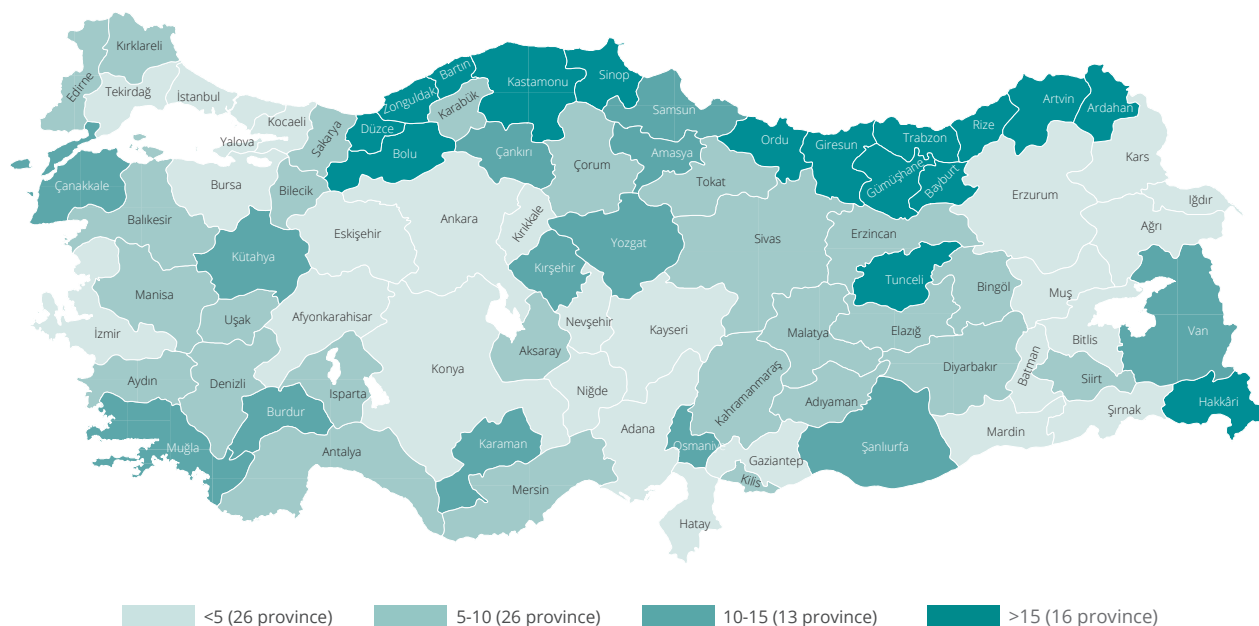 Kırklareli
Edirne
Tekirdağ
İstanbul
Kocaeli
Yalova
Sakarya
Düzce
Zonguldak
Bartın
Karabük
Kastamonu
Sinop
Samsun
Bolu
Çankırı
Çorum
Amasya
Tokat
Ordu
Giresun
Trabzon
Gümüşhane
Bayburt
Rize
Artvin
Ardahan
Kars
Iğdır
Erzurum
Ağrı
Çanakkale
Bursa
Bilecik
Balıkesir
Kütahya
Eskişehir
Ankara
Kırıkkale
Yozgat
Kırşehir
Sivas
Erzincan
Tunceli
Bingöl
Muş
Bitlis
Van
Manisa
Uşak
Afyonkarahisar
İzmir
Aydın
Denizli
Isparta
Burdur
Muğla
Antalya
Konya
Aksaray
Nevşehir
Kayseri
Niğde
Karaman
Mersin
Adana
Osmaniy
Kahramanmaraş
Malatya
Elazığ
Adıyaman
Diyarbakır
Batman
Siirt
Şırnak
Hakkâri
Mardin
Şanlıurfa
Gaziantep
Kilis
Hatay
<5 (26 province)
5-10 (26 province)
10-15 (13 province)
>15 (16 province)